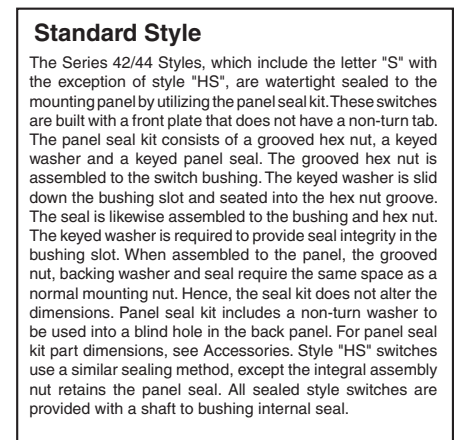 Standard Style
The Series 42/44 Styles, which include the letter "S" with
the exception of style "HS", are watertight sealed to the
mounting panel by utilizing the panel seal kit. These switches
are built with a front plate that does not have a non-turn tab.
The panel seal kit consists of a grooved hex nut, a keyed
washer and a keyed panel seal. The grooved hex nut is
assembled to the switch bushing. The keyed washer is slid
down the bushing slot and seated into the hex nut groove.
The seal is likewise assembled to the bushing and hex nut.
The keyed washer is required to provide seal integrity in the
bushing slot. When assembled to the panel, the grooved
nut, backing washer and seal require the same space as a
normal mounting nut. Hence, the seal kit does not alter the
dimensions. Panel seal kit includes a non-turn washer to
be used into a blind hole in the back panel. For panel seal
kit part dimensions, see Accessories. Style "HS" switches
use a similar sealing method, except the integral assembly
nut retains the panel seal. All sealed style switches are
provided with a shaft to bushing internal seal.